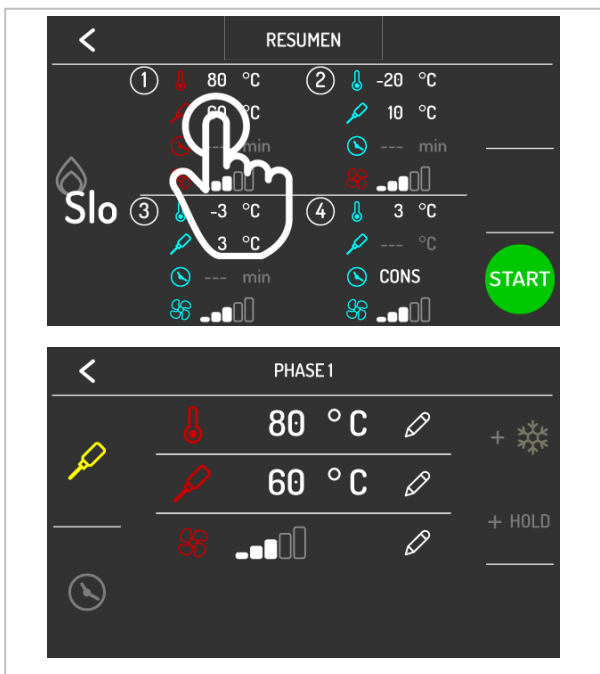 RESUMEN
1 80 °C 2 -20 °C
°C 10 °C
--- min --- min
Slo 3 -3 °C 4 3 °C
3 °C --- °C
--- min CONS START
PHASE 1
80 °C
+
60 °C
+ HOLD